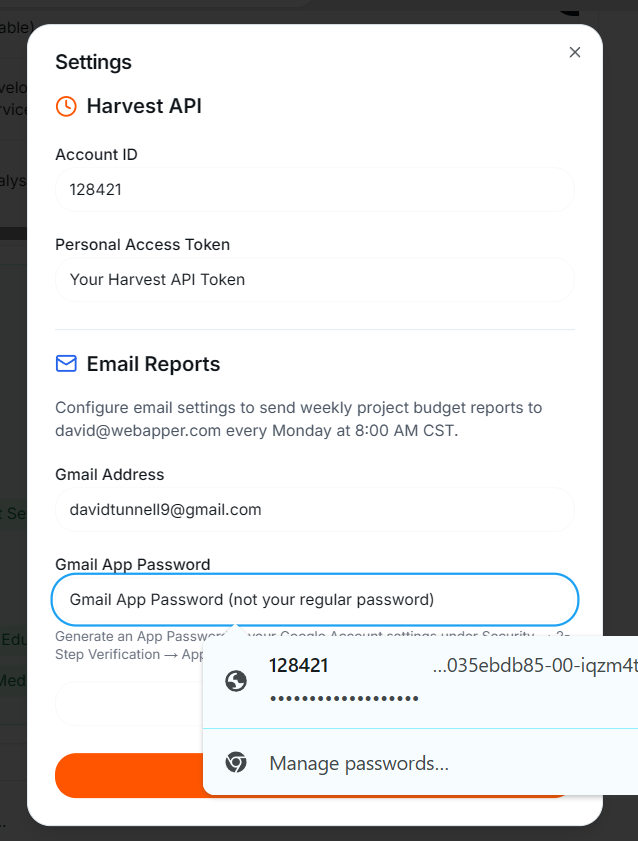 able)
Settings
Harvest API
Account ID
128421
Personal Access Token
Your Harvest API Token
Email Reports
Configure email settings to send weekly project budget reports to
david@webapper.com every Monday at 8:00 AM CST.
Gmail Address
davidtunnell9@gmail.com
Gmail App Password
Gmail App Password (not your regular password)
Generate an App Password your Google Account settings under Security → 2-
Step Verification → App
128421 ...035ebdb85-00-iqzm4t
•••••••••••••••••••
Manage passwords...
velo
rvice
alys
t Se
Edu
Med